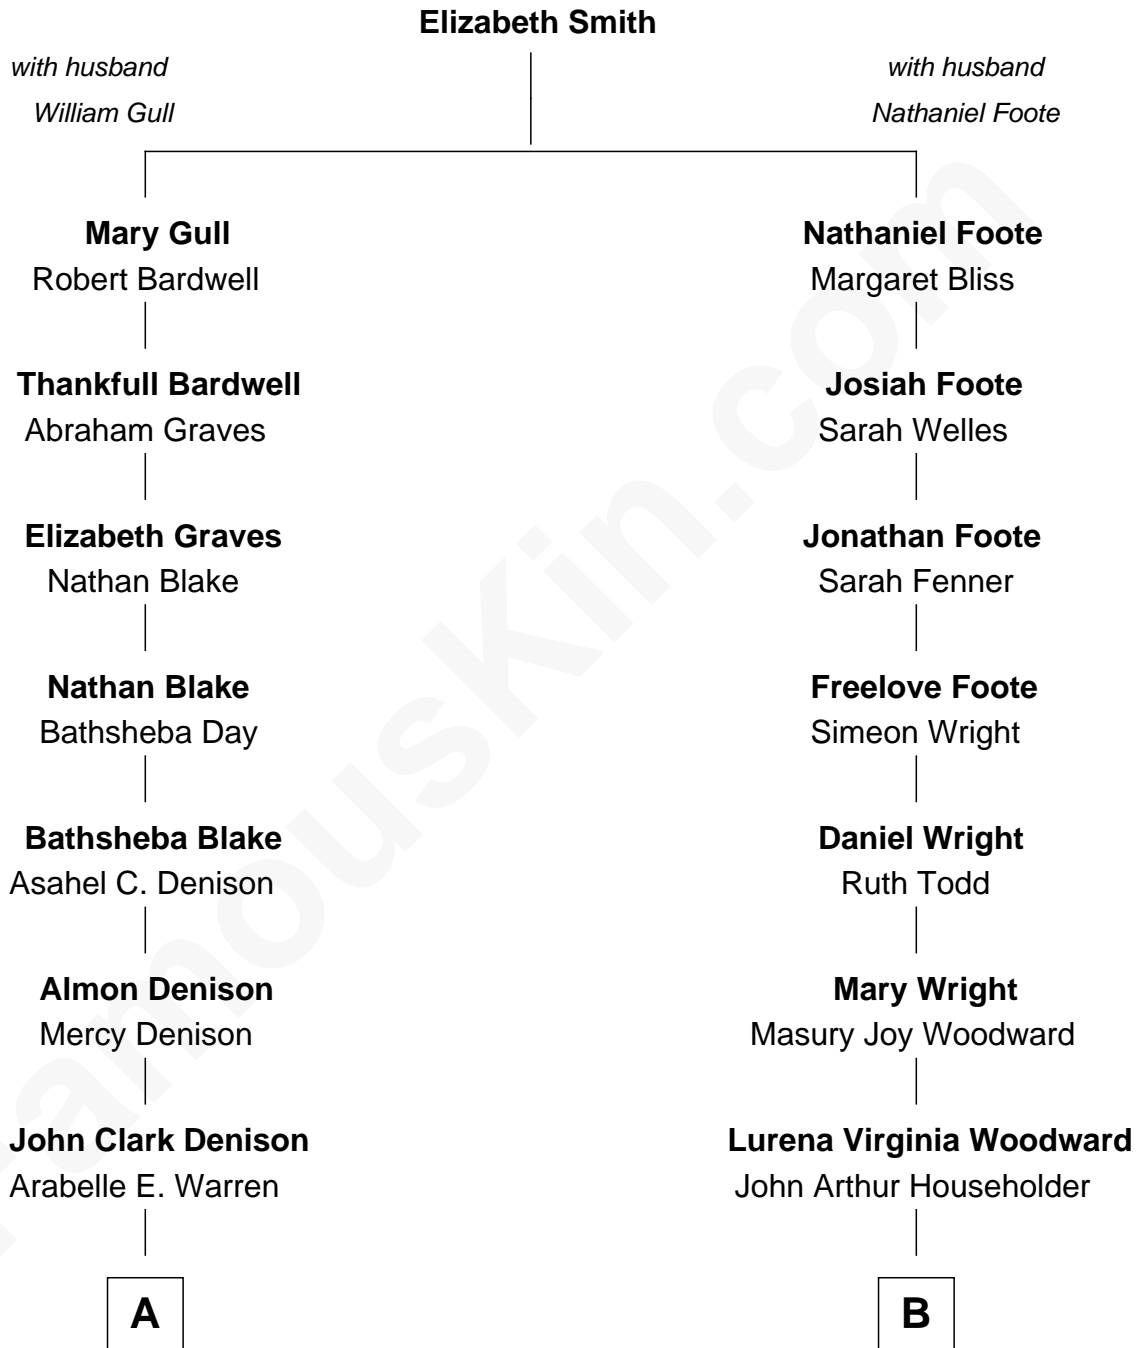 Elizabeth Smith
with husband
William Gull
with husband
Nathaniel Foote
Mary Gull
Robert Bardwell
Nathaniel Foote
Margaret Bliss
Thankfull Bardwell
Abraham Graves
Josiah Foote
Sarah Welles
Elizabeth Graves
Nathan Blake
Jonathan Foote
Sarah Fenner
Nathan Blake
Bathsheba Day
Freelove Foote
Simeon Wright
Bathsheba Blake
Asahel C. Denison
Daniel Wright
Ruth Todd
Almon Denison
Mercy Denison
Mary Wright
Masury Joy Woodward
John Clark Denison
Arabelle E. Warren
Lurena Virginia Woodward
John Arthur Householder
A
B
FamousKin.com